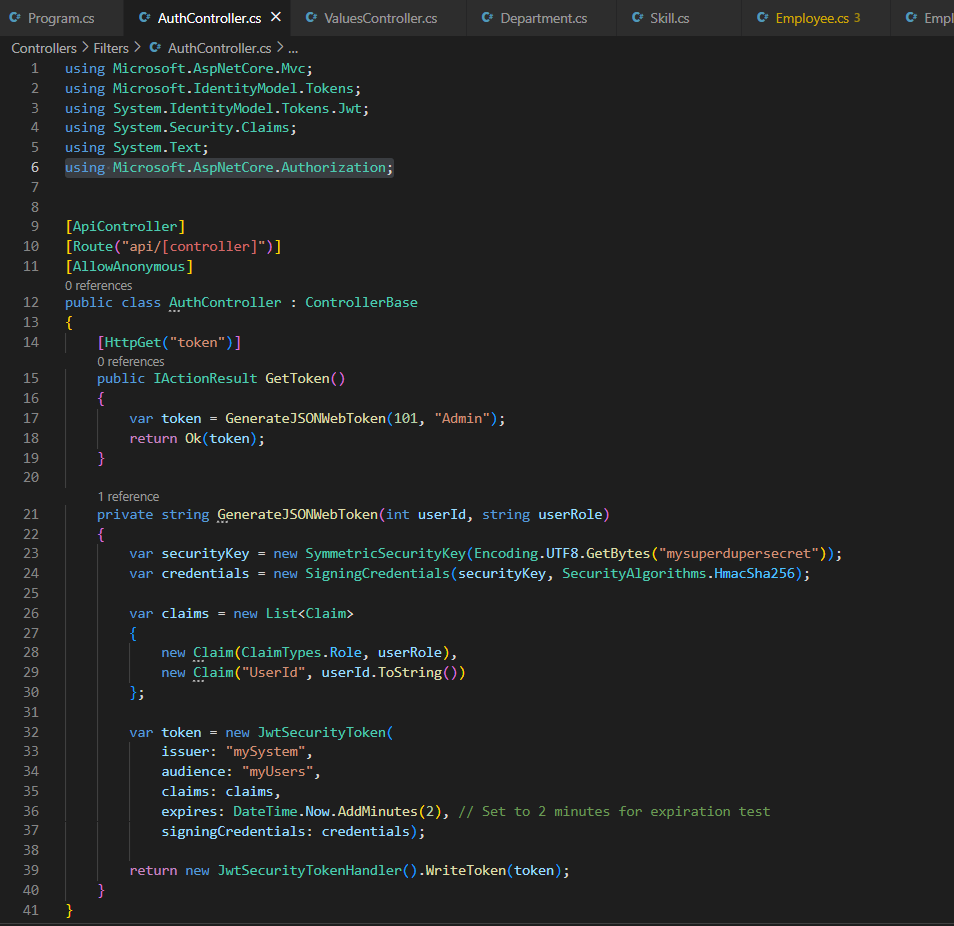 Program.cs AuthController.cs ValuesController.cs Department.cs Skill.cs Employee.cs 3 Empl
Controllers > Filters > AuthController.cs > ...
1 using Microsoft.AspNetCore.Mvc;
2 using Microsoft.IdentityModel.Tokens;
3 using System.IdentityModel.Tokens.Jwt;
4 using System.Security.Claims;
5 using System.Text;
6 using Microsoft.AspNetCore.Authorization;
7
8
9 [ApiController]
10 [Route("api/[controller]")]
11 [AllowAnonymous]
0 references
12 public class AuthController : ControllerBase
13 {
14 [HttpGet("token")]
0 references
15 public IActionResult GetToken()
16 {
17 var token = GenerateJSONWebToken(101, "Admin");
18 return Ok(token);
19 }
20
1 reference
21 private string GenerateJSONWebToken(int userId, string userRole)
22 {
23 var securityKey = new SymmetricSecurityKey(Encoding.UTF8.GetBytes("mysuperdupersecret"));
24 var credentials = new SigningCredentials(securityKey, SecurityAlgorithms.HmacSha256);
25
26 var claims = new List<Claim>
27 {
28 new Claim(ClaimTypes.Role, userRole),
29 new Claim("UserId", userId.ToString())
30 };
31
32 var token = new JwtSecurityToken(
33 issuer: "mySystem",
34 audience: "myUsers",
35 claims: claims,
36 expires: DateTime.Now.AddMinutes(2), // Set to 2 minutes for expiration test
37 signingCredentials: credentials);
38
39 return new JwtSecurityTokenHandler().WriteToken(token);
40 }
41 }